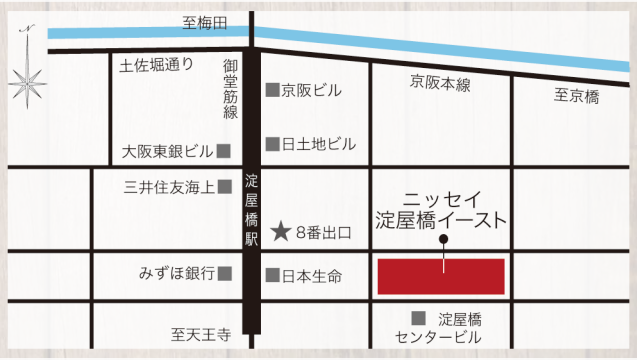 至梅田
N
土佐堀通り
御堂筋線
京阪ビル
京阪本線
至京橋
大阪東銀ビル
日土地ビル
三井住友海上
淀屋橋駅
ニッセイ
淀屋橋イースト
8番出口
みずほ銀行
日本生命
淀屋橋
センタービル
至天王寺